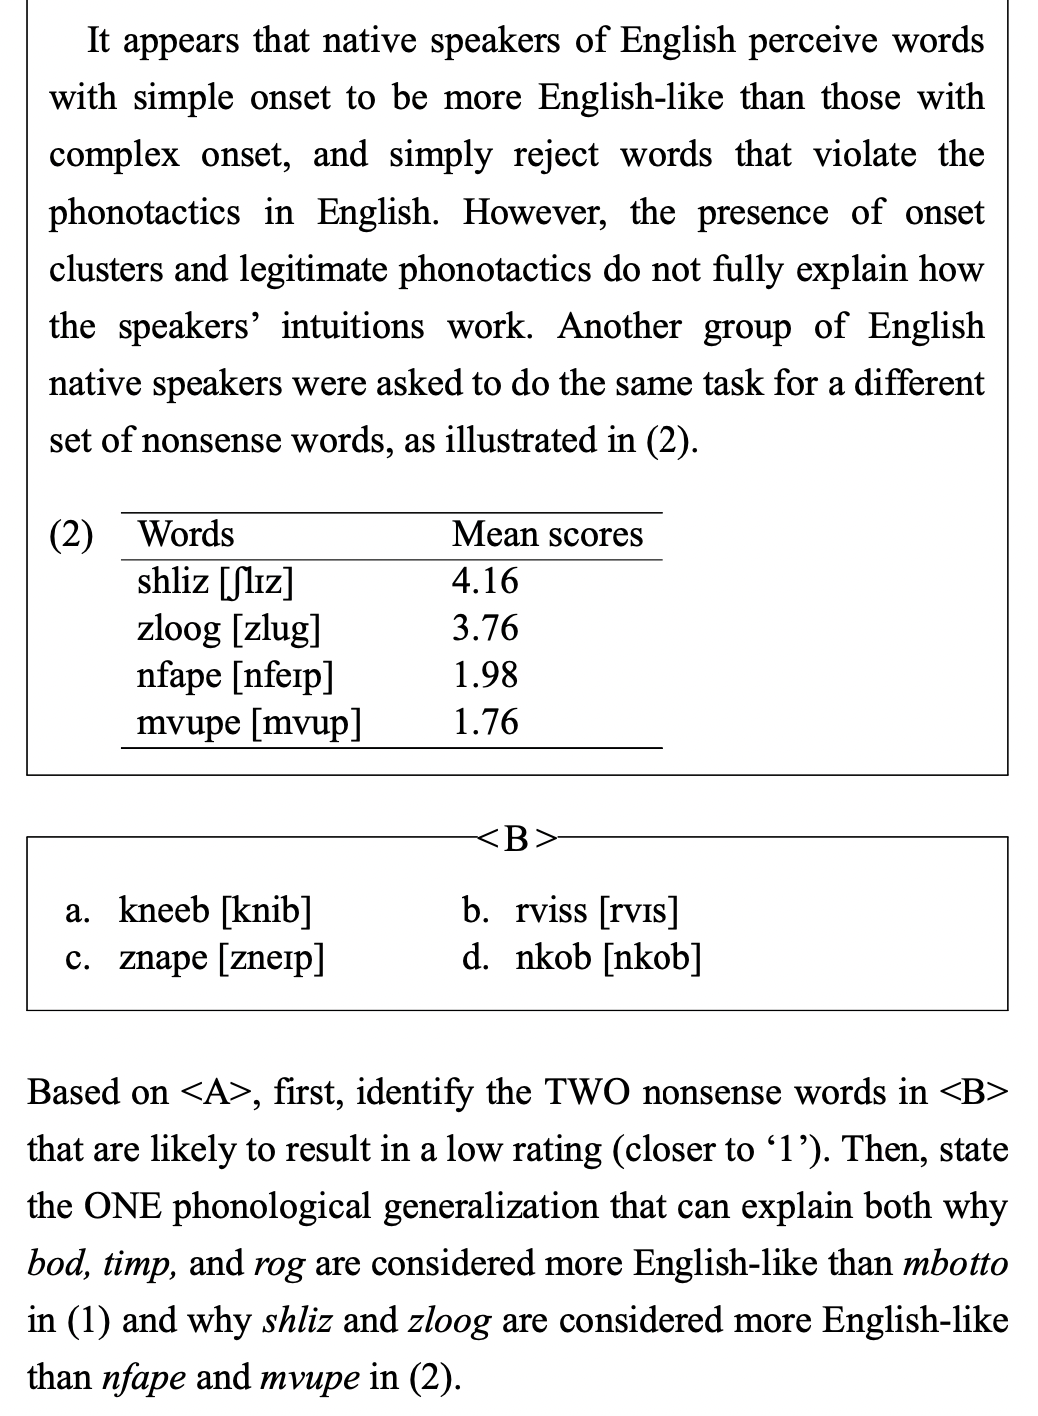 It appears that native speakers of English perceive words
with simple onset to be more English-like than those with
complex onset, and simply reject words that violate the
phonotactics in English. However, the presence of onset
clusters and legitimate phonotactics do not fully explain how
the speakers’ intuitions work. Another group of English
native speakers were asked to do the same task for a different
set of nonsense words, as illustrated in (2).
(2) Words Mean scores
shliz [ʃlɪz] 4.16
zloog [zlug] 3.76
nfape [nfeɪp] 1.98
mvupe [mvup] 1.76
<B>
a. kneeb [knib] b. rviss [rvɪs]
c. znape [zneɪp] d. nkob [nkob]
Based on <A>, first, identify the TWO nonsense words in <B>
that are likely to result in a low rating (closer to ‘1’). Then, state
the ONE phonological generalization that can explain both why
bod, timp, and rog are considered more English-like than mbotto
in (1) and why shliz and zloog are considered more English-like
than nfape and mvupe in (2).